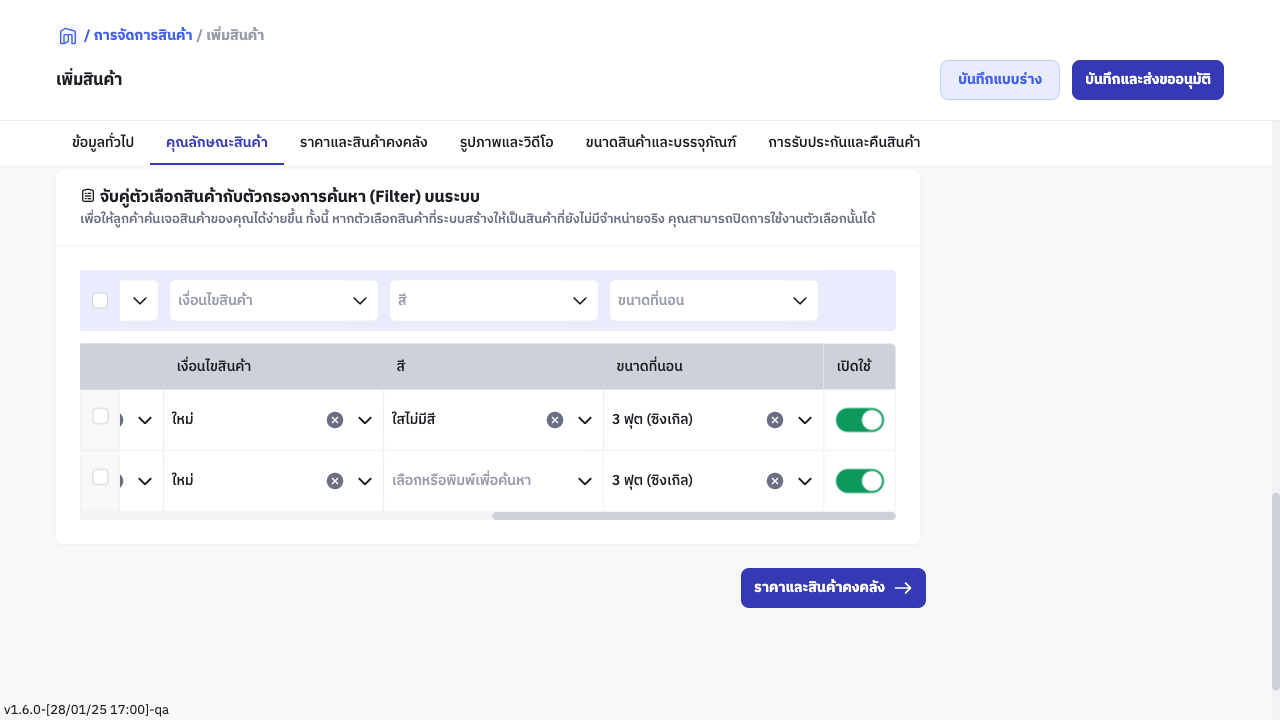 / การจัดการสินค้า / เพิ่มสินค้า
เพิ่มสินค้า
บันทึกแบบร่าง
บันทึกและส่งขออนุมัติ
ข้อมูลทั่วไป คุณลักษณะสินค้า ราคาและสินค้าคงคลัง รูปภาพและวิดีโอ ขนาดสินค้าและบรรจุภัณฑ์ การรับประกันและคืนสินค้า
จับคู่ตัวเลือกสินค้ากับตัวกรองการค้นหา (Filter) บนระบบ
เพื่อให้ลูกค้าค้นเจอสินค้าของคุณได้ง่ายขึ้น ทั้งนี้ หากตัวเลือกสินค้าที่ระบบสร้างให้เป็นสินค้าที่ยังไม่มีจำหน่ายจริง คุณสามารถปิดการใช้งานตัวเลือกนั้นได้
เงื่อนไขสินค้า สี ขนาดที่นอน
เงื่อนไขสินค้า สี ขนาดที่นอน เปิดใช้
ใหม่ ใสไม่มีสี 3 ฟุต (ซิงเกิล)
ใหม่ เลือกหรือพิมพ์เพื่อค้นหา 3 ฟุต (ซิงเกิล)
ราคาและสินค้าคงคลัง
v1.6.0-[28/01/25 17:00]-qa